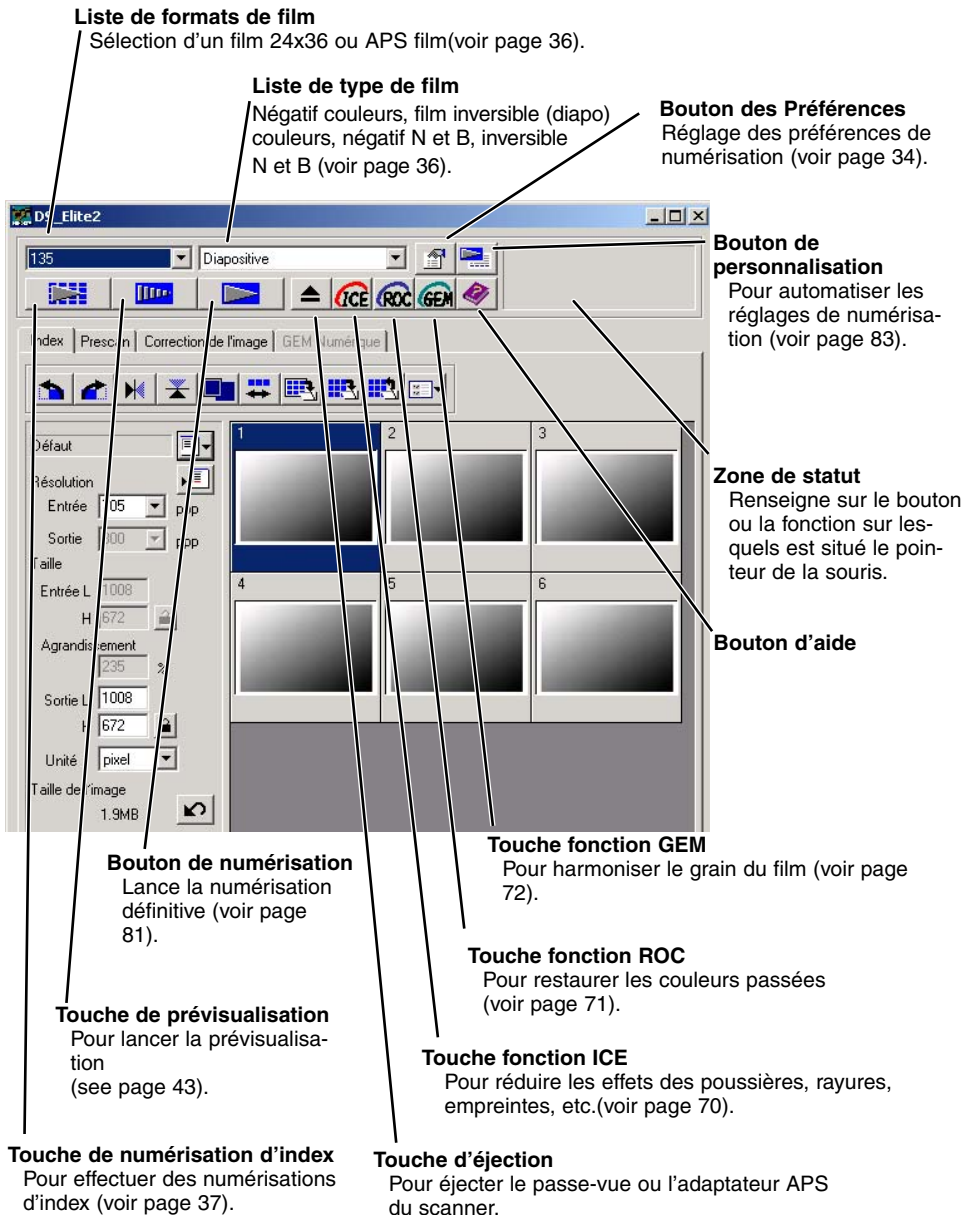 Liste de formats de film
Sélection d'un film 24x36 ou APS film(voir page 36).
Liste de type de film
Négatif couleurs, film inversible (diapo)
couleurs, négatif N et B, inversible
N et B (voir page 36).
Bouton des Préférences
Réglage des préférences de
numérisation (voir page 34).
DS_Elite2
135
Diapositive
ICE
ROC
GEM
Bouton de
personnalisation
Pour automatiser les
réglages de numérisa-
tion (voir page 83).
Index
Prescan
Correction de l'image
GEM Numérique
Défaut
Résolution
Entrée
705
ppp
Sortie
300
ppp
Taille
Entrée L
1008
H
672
Agrandissement
235
%
Sortie L
1008
H
672
Unité
pixel
Taille de l'image
1.9MB
1
2
3
4
5
6
Zone de statut
Renseigne sur le bouton
ou la fonction sur les-
quels est situé le poin-
teur de la souris.
Bouton d'aide
Touche fonction GEM
Pour harmoniser le grain du film (voir page
72).
Bouton de numérisation
Lance la numérisation
définitive (voir page
81).
Touche fonction ROC
Pour restaurer les couleurs passées
(voir page 71).
Touche de prévisualisation
Pour lancer la prévisualisa-
tion
(see page 43).
Touche fonction ICE
Pour réduire les effets des poussières, rayures,
empreintes, etc.(voir page 70).
Touche de numérisation d'index
Pour effectuer des numérisations
d'index (voir page 37).
Touche d'éjection
Pour éjecter le passe-vue ou l'adaptateur APS
du scanner.